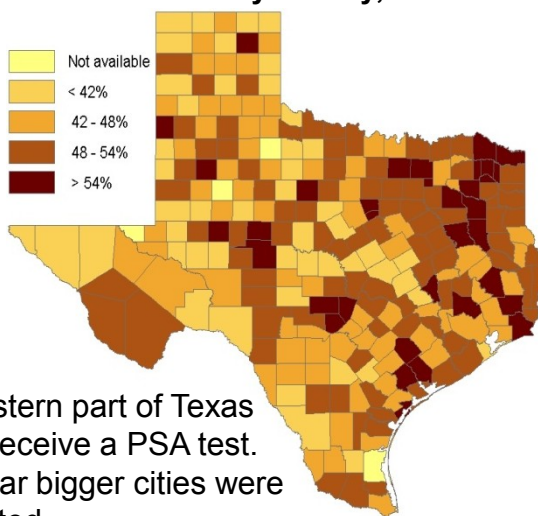 Not available
< 42%
42 - 48%
48 - 54%
> 54%
stern part of Texas
eceive a PSA test.
ar bigger cities were